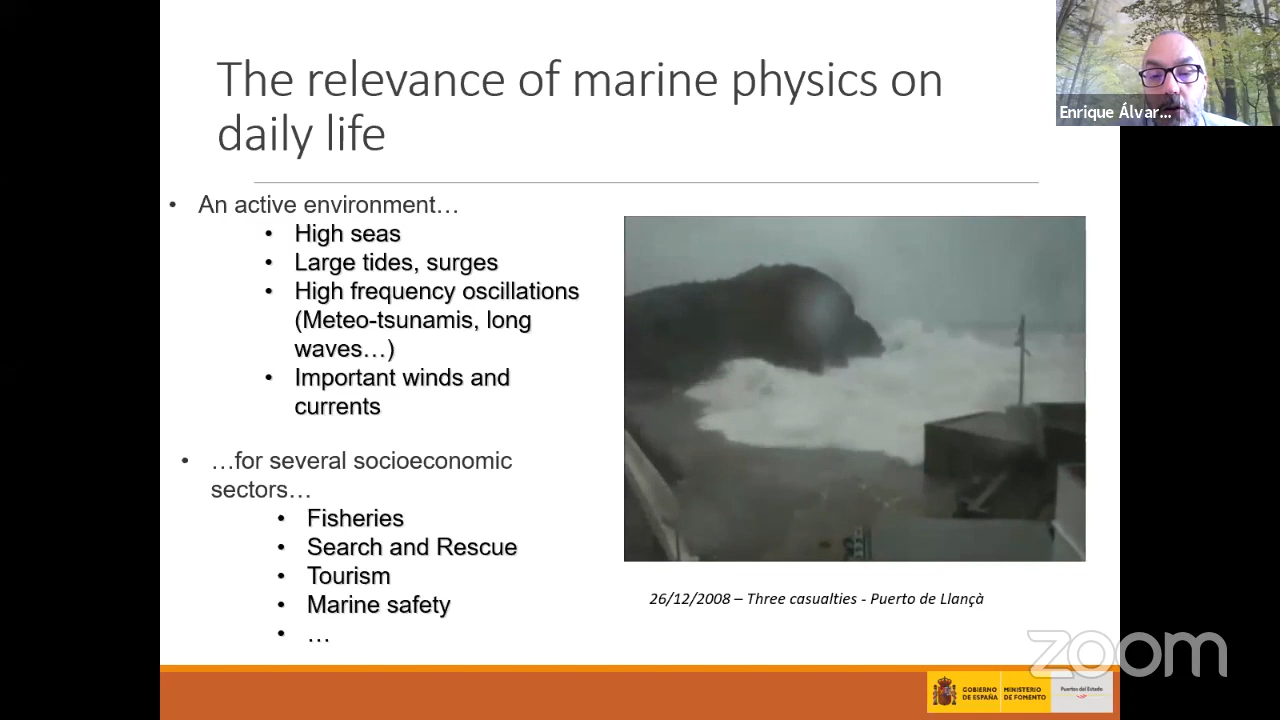 The relevance of marine physics on
daily life
Enrique Álvar...
• An active environment…
• High seas
• Large tides, surges
• High frequency oscillations
(Meteo-tsunamis, long
waves…)
• Important winds and
currents
• …for several socioeconomic
sectors…
• Fisheries
• Search and Rescue
• Tourism
• Marine safety
• …
26/12/2008 – Three casualties - Puerto de Llançà
zoom
GOBIERNO
DE ESPAÑA
MINISTERIO
DE FOMENTO
Puertos del Estado